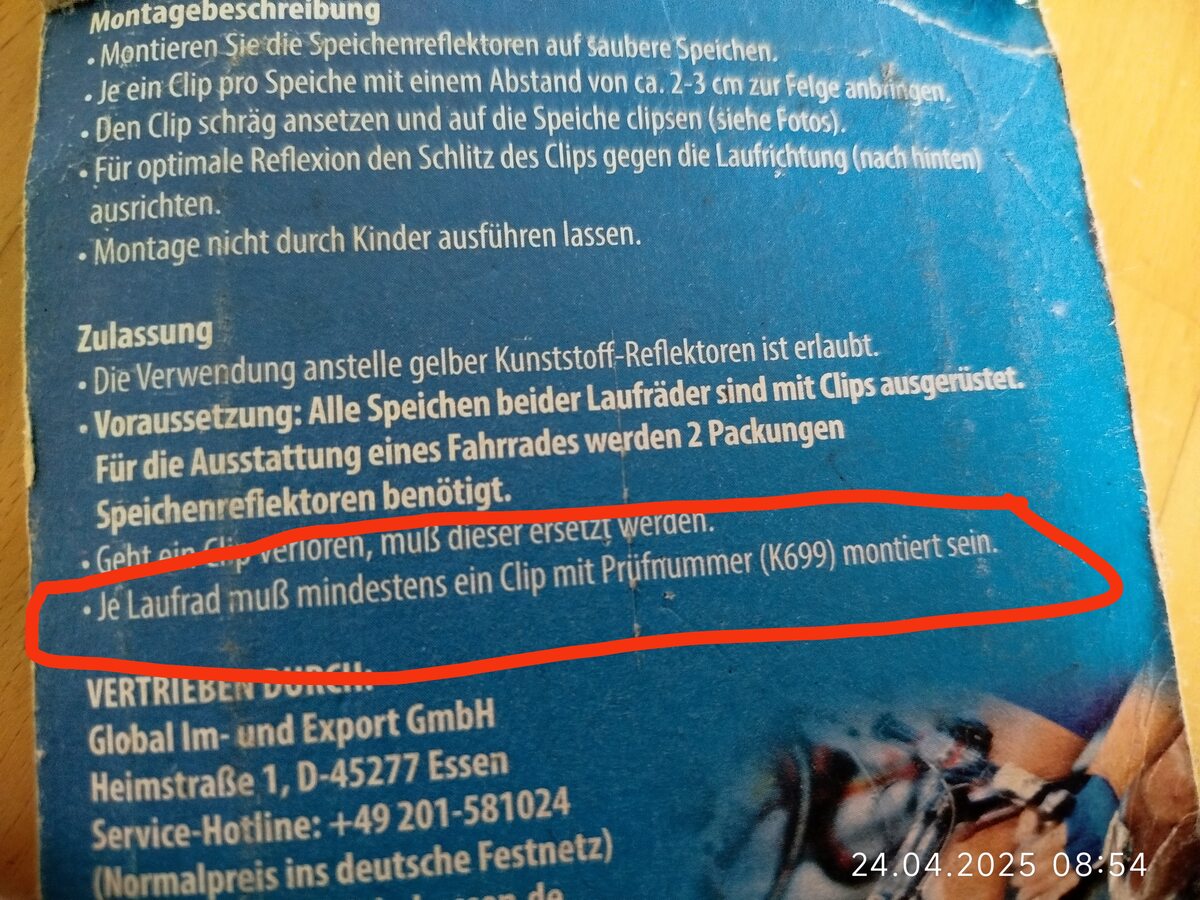 Montagebeschreibung
• Montieren Sie die Speichenreflektoren auf saubere Speichen.
• Je ein Clip pro Speiche mit einem Abstand von ca. 2-3 cm zur Felge anbringen.
• Den Clip schräg ansetzen und auf die Speiche clipsen (siehe Fotos).
• Für optimale Reflexion den Schlitz des Clips gegen die Laufrichtung (nach hinten)
ausrichten.
• Montage nicht durch Kinder ausführen lassen.
Zulassung
• Die Verwendung anstelle gelber Kunststoff-Reflektoren ist erlaubt.
• Voraussetzung: Alle Speichen beider Laufräder sind mit Clips ausgerüstet.
Für die Ausstattung eines Fahrrades werden 2 Packungen
Speichenreflektoren benötigt.
• Geht ein Clip verloren, muß dieser ersetzt werden.
• Je Laufrad muß mindestens ein Clip mit Prüfnummer (K699) montiert sein.
VERTRIEBEN DURCH:
Global Im- und Export GmbH
Heimstraße 1, D-45277 Essen
Service-Hotline: +49 201-581024
(Normalpreis ins deutsche Festnetz)
24.04.2025 08:54